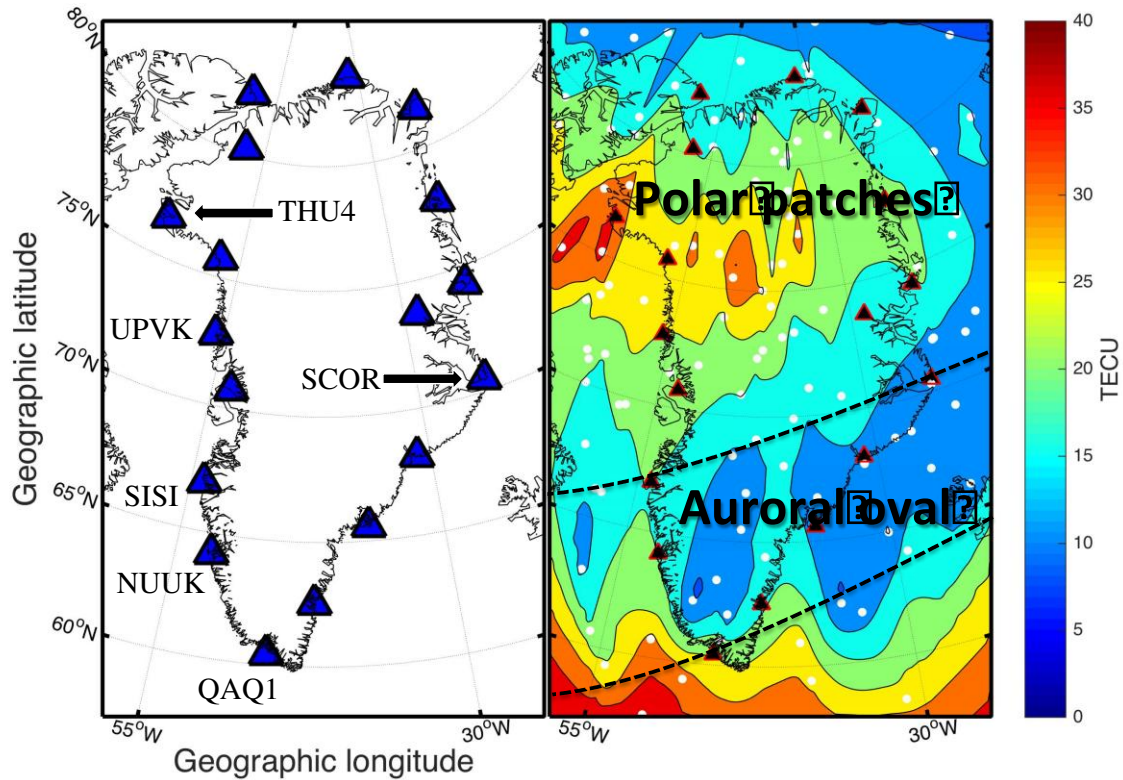 80°N
75°N
70°N
65°N
60°N
Geographic latitude
THU4
UPVK
SCOR
SISI
NUUK
QAQ1
55°W
30°W
Geographic longitude
Polar patches
Auroral oval
55°W
30°W
40
35
30
25
20
15
10
5
0
TECU